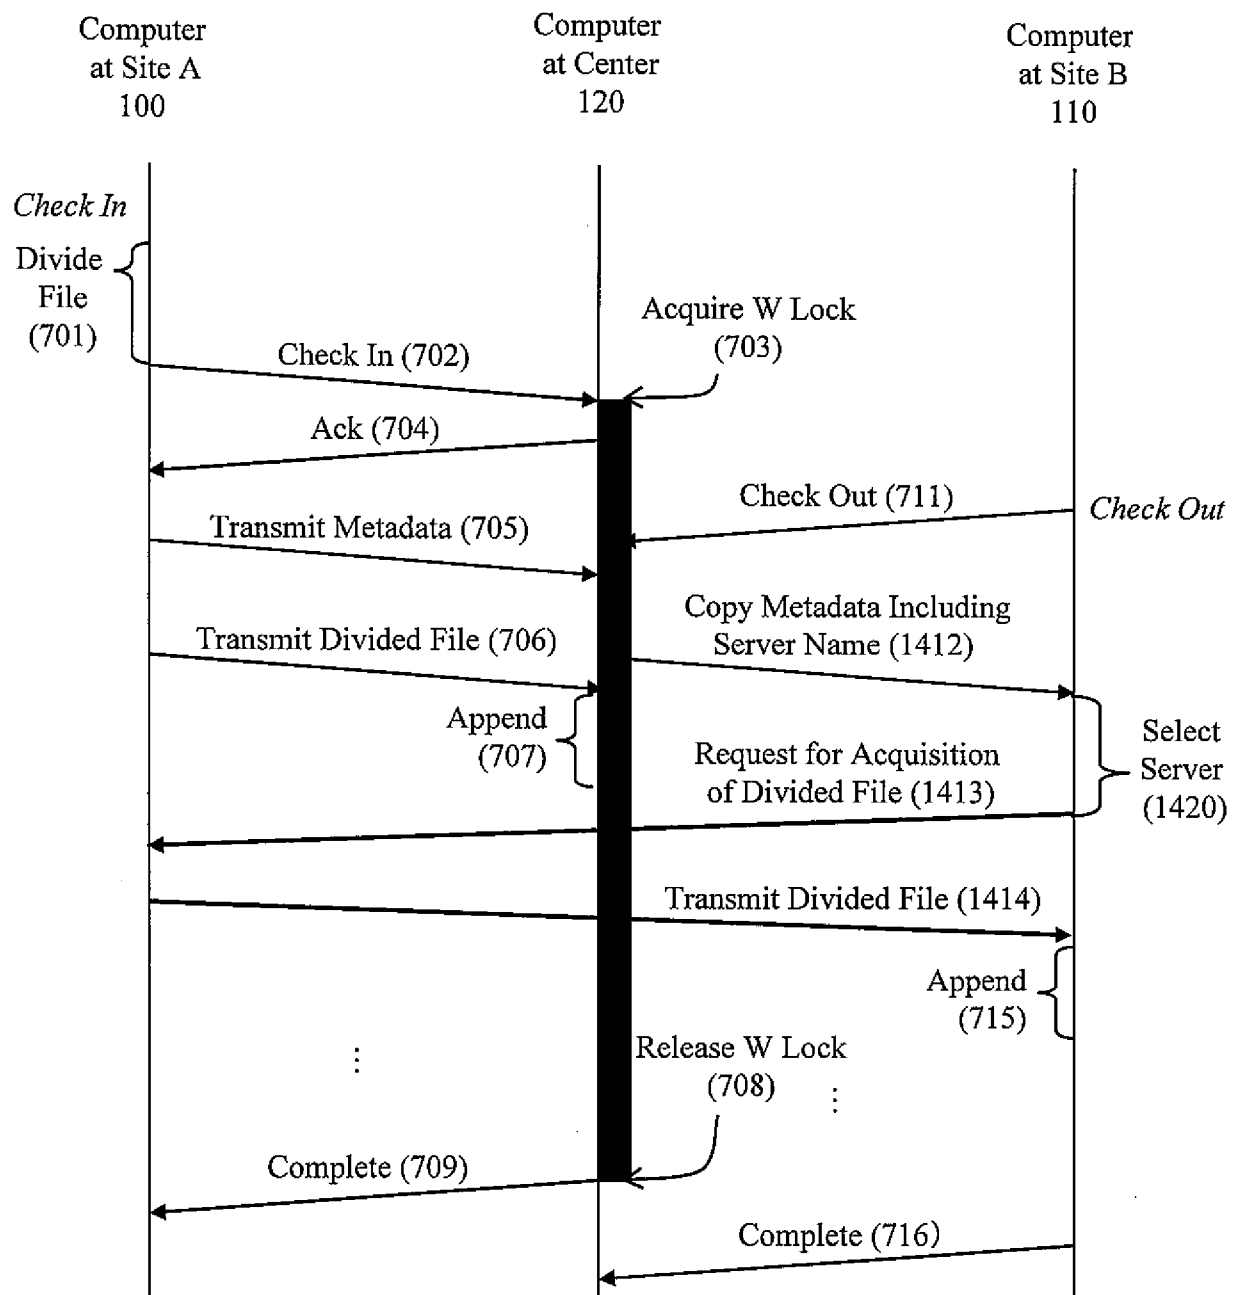 Computer
at Site A
100
Computer
at Center
120
Computer
at Site B
110
Check In
Divide
File
(701)
Acquire W Lock
(703)
Check In (702)
Ack (704)
Check Out (711)
Check Out
Transmit Metadata (705)
Copy Metadata Including
Server Name (1412)
Transmit Divided File (706)
Append
(707)
Select
Server
(1420)
Request for Acquisition
of Divided File (1413)
Transmit Divided File (1414)
Append
(715)
⋮
Release W Lock
(708)
⋮
Complete (709)
Complete (716)